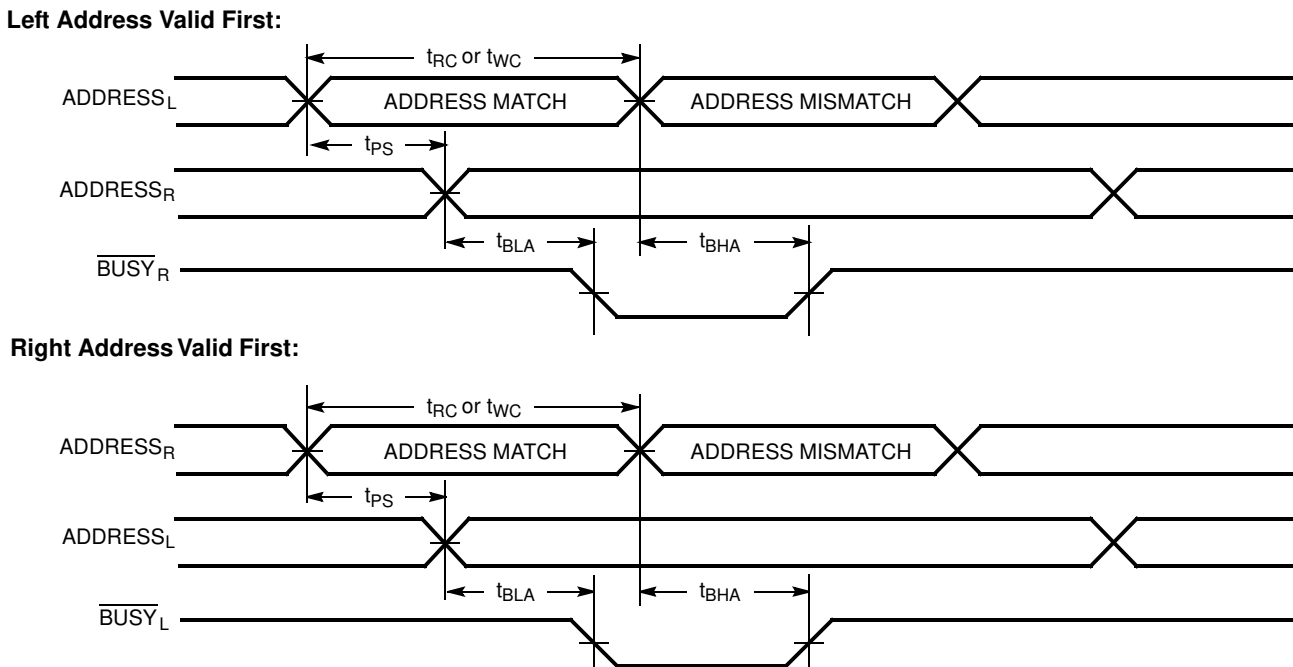 Left Address Valid First:
tRC or tWC
ADDRESSL
ADDRESS MATCH
ADDRESS MISMATCH
tPS
ADDRESSR
tBLA
tBHA
BUSYR
Right Address Valid First:
tRC or tWC
ADDRESSR
ADDRESS MATCH
ADDRESS MISMATCH
tPS
ADDRESSL
tBLA
tBHA
BUSYL